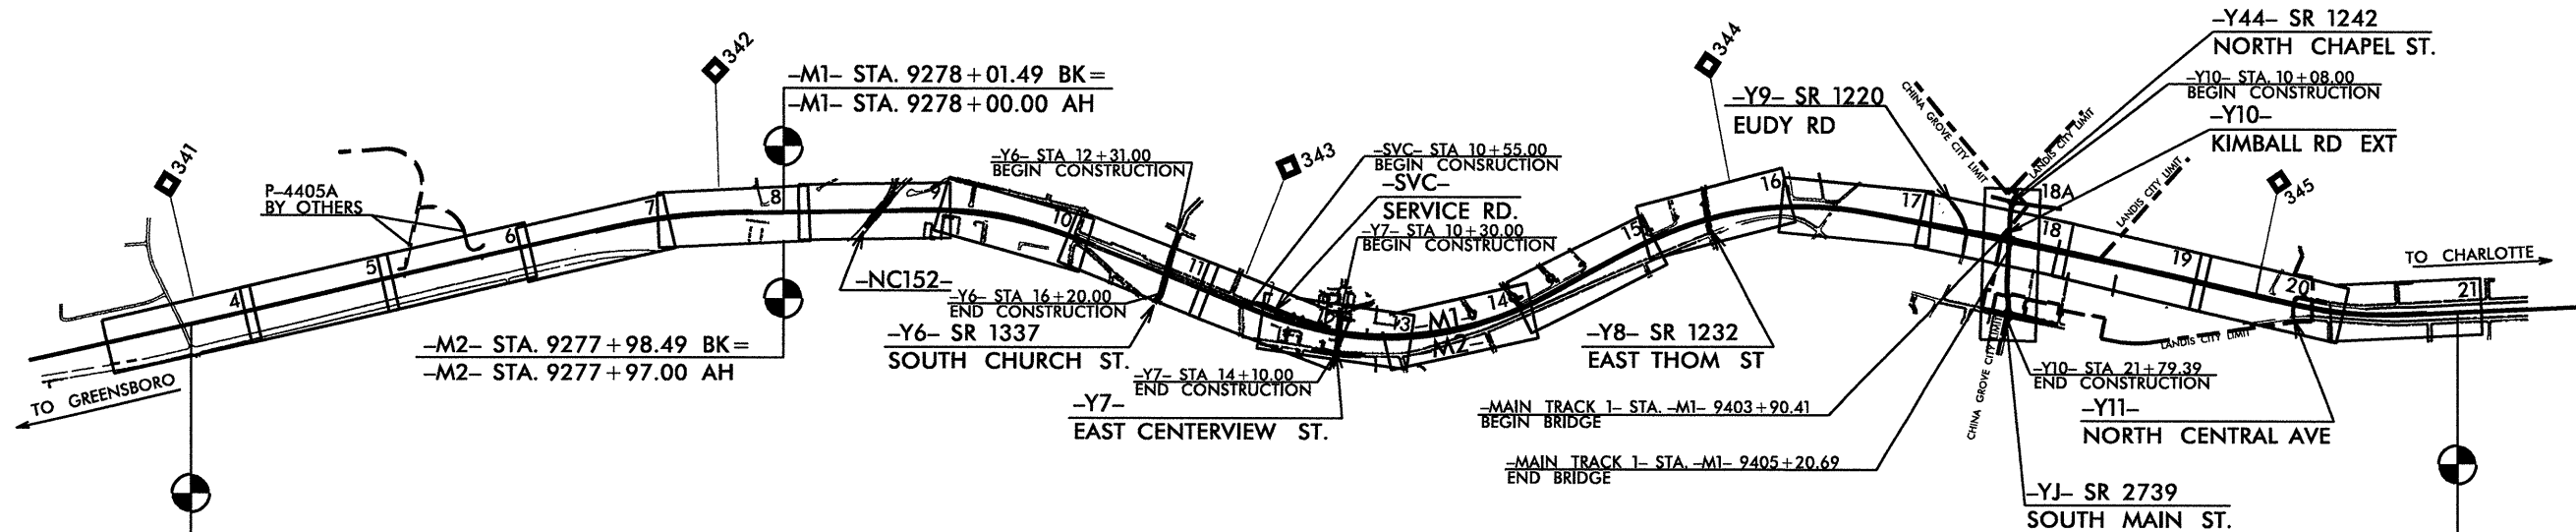 –Y44– SR 1242
NORTH CHAPEL ST.
342
344
–M1– STA. 9278+01.49 BK=
–M1– STA. 9278+00.00 AH
–Y10– STA. 10+08.00
BEGIN CONSTRUCTION
–Y9– SR 1220
EUDY RD
CHINA GROVE CITY LIMIT
LANDIS CITY LIMIT
–Y10–
KIMBALL RD EXT
341
–Y6– STA 12+31.00
BEGIN CONSTRUCTION
343
–SVC– STA 10+55.00
BEGIN CONSRUCTION
–SVC–
SERVICE RD.
–Y7– STA 10+30.00
BEGIN CONSTRUCTION
P–4405A
BY OTHERS
345
LANDIS CITY LIMIT
4
5
6
7
8
9
10
11
13
14
15
16
17
18A
18
19
20
21
TO CHARLOTTE
–NC152–
–Y6– STA 16+20.00
END CONSTRUCTION
–Y6– SR 1337
SOUTH CHURCH ST.
–M1–
M2–
–Y8– SR 1232
EAST THOM ST
LANDIS CITY LIMIT
CHINA GROVE CITY LIMIT
–M2– STA. 9277+98.49 BK=
–M2– STA. 9277+97.00 AH
TO GREENSBORO
–Y7– STA 14+10.00
END CONSTRUCTION
–Y10– STA 21+79.39
END CONSTRUCTION
–Y7–
EAST CENTERVIEW ST.
–MAIN TRACK 1– STA. –M1– 9403+90.41
BEGIN BRIDGE
–Y11–
NORTH CENTRAL AVE
–MAIN TRACK 1– STA. –M1– 9405+20.69
END BRIDGE
–YJ– SR 2739
SOUTH MAIN ST.